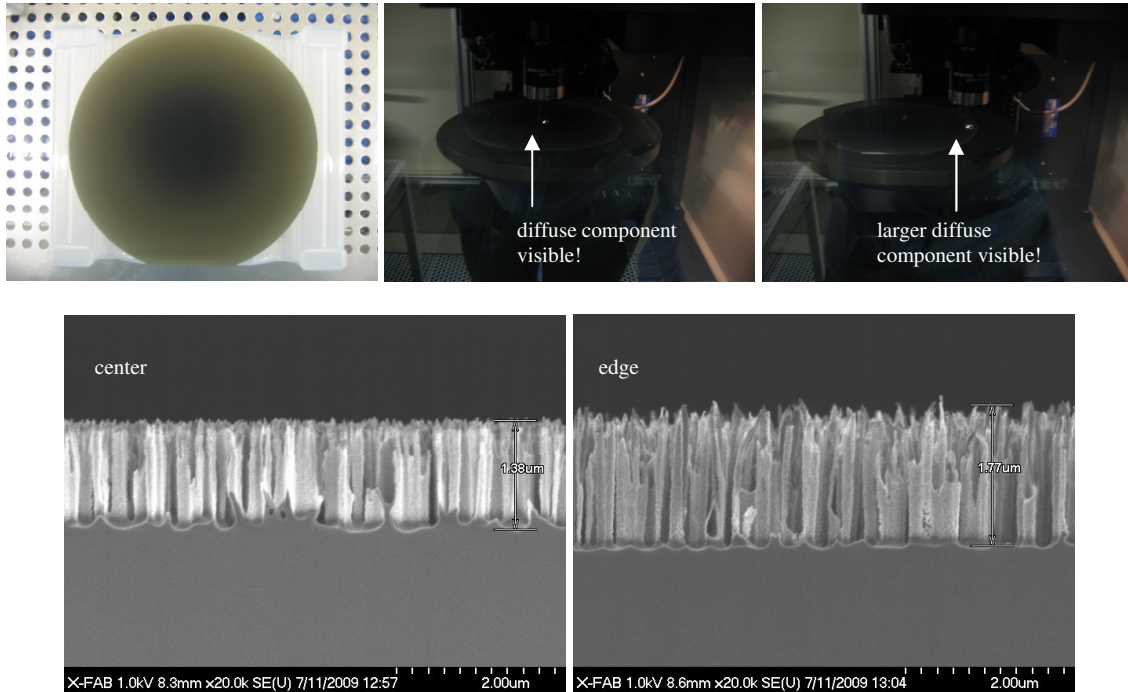 diffuse component
visible!
larger diffuse
component visible!
center
1.38um
X-FAB 1.0kV 8.3mm x20.0k SE(U) 7/11/2009 12:57
2.00um
edge
1.77um
X-FAB 1.0kV 8.6mm x20.0k SE(U) 7/11/2009 13:04
2.00um